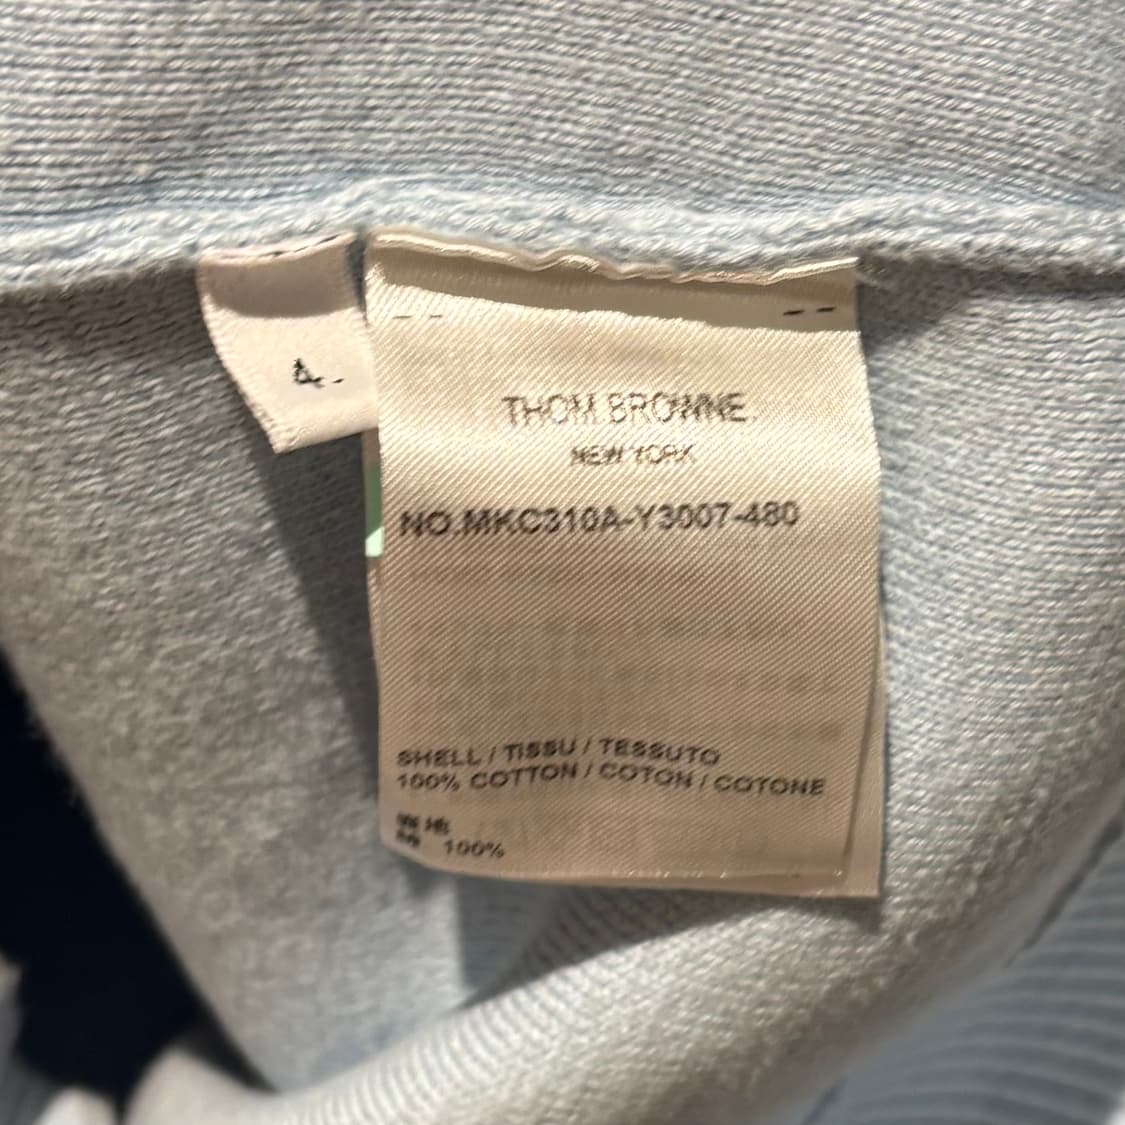 4.
THOM BROWNE.
NEW YORK
NO.MKC310A-Y3007-480
SHELL / TISSU / TESSUTO
100% COTTON / COTON / COTONE
100%